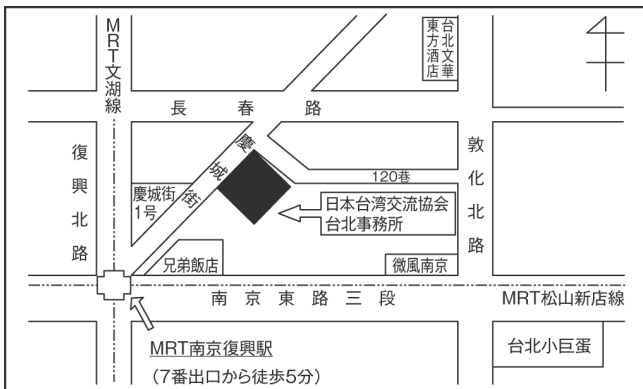 MRT文湖線
台北文華
東方酒店
長春路
復興北路
慶城街
敦化北路
120巷
慶城街
1号
日本台湾交流協会
台北事務所
兄弟飯店
微風南京
南京東路三段
MRT松山新店線
MRT南京復興駅
（7番出口から徒歩5分）
台北小巨蛋